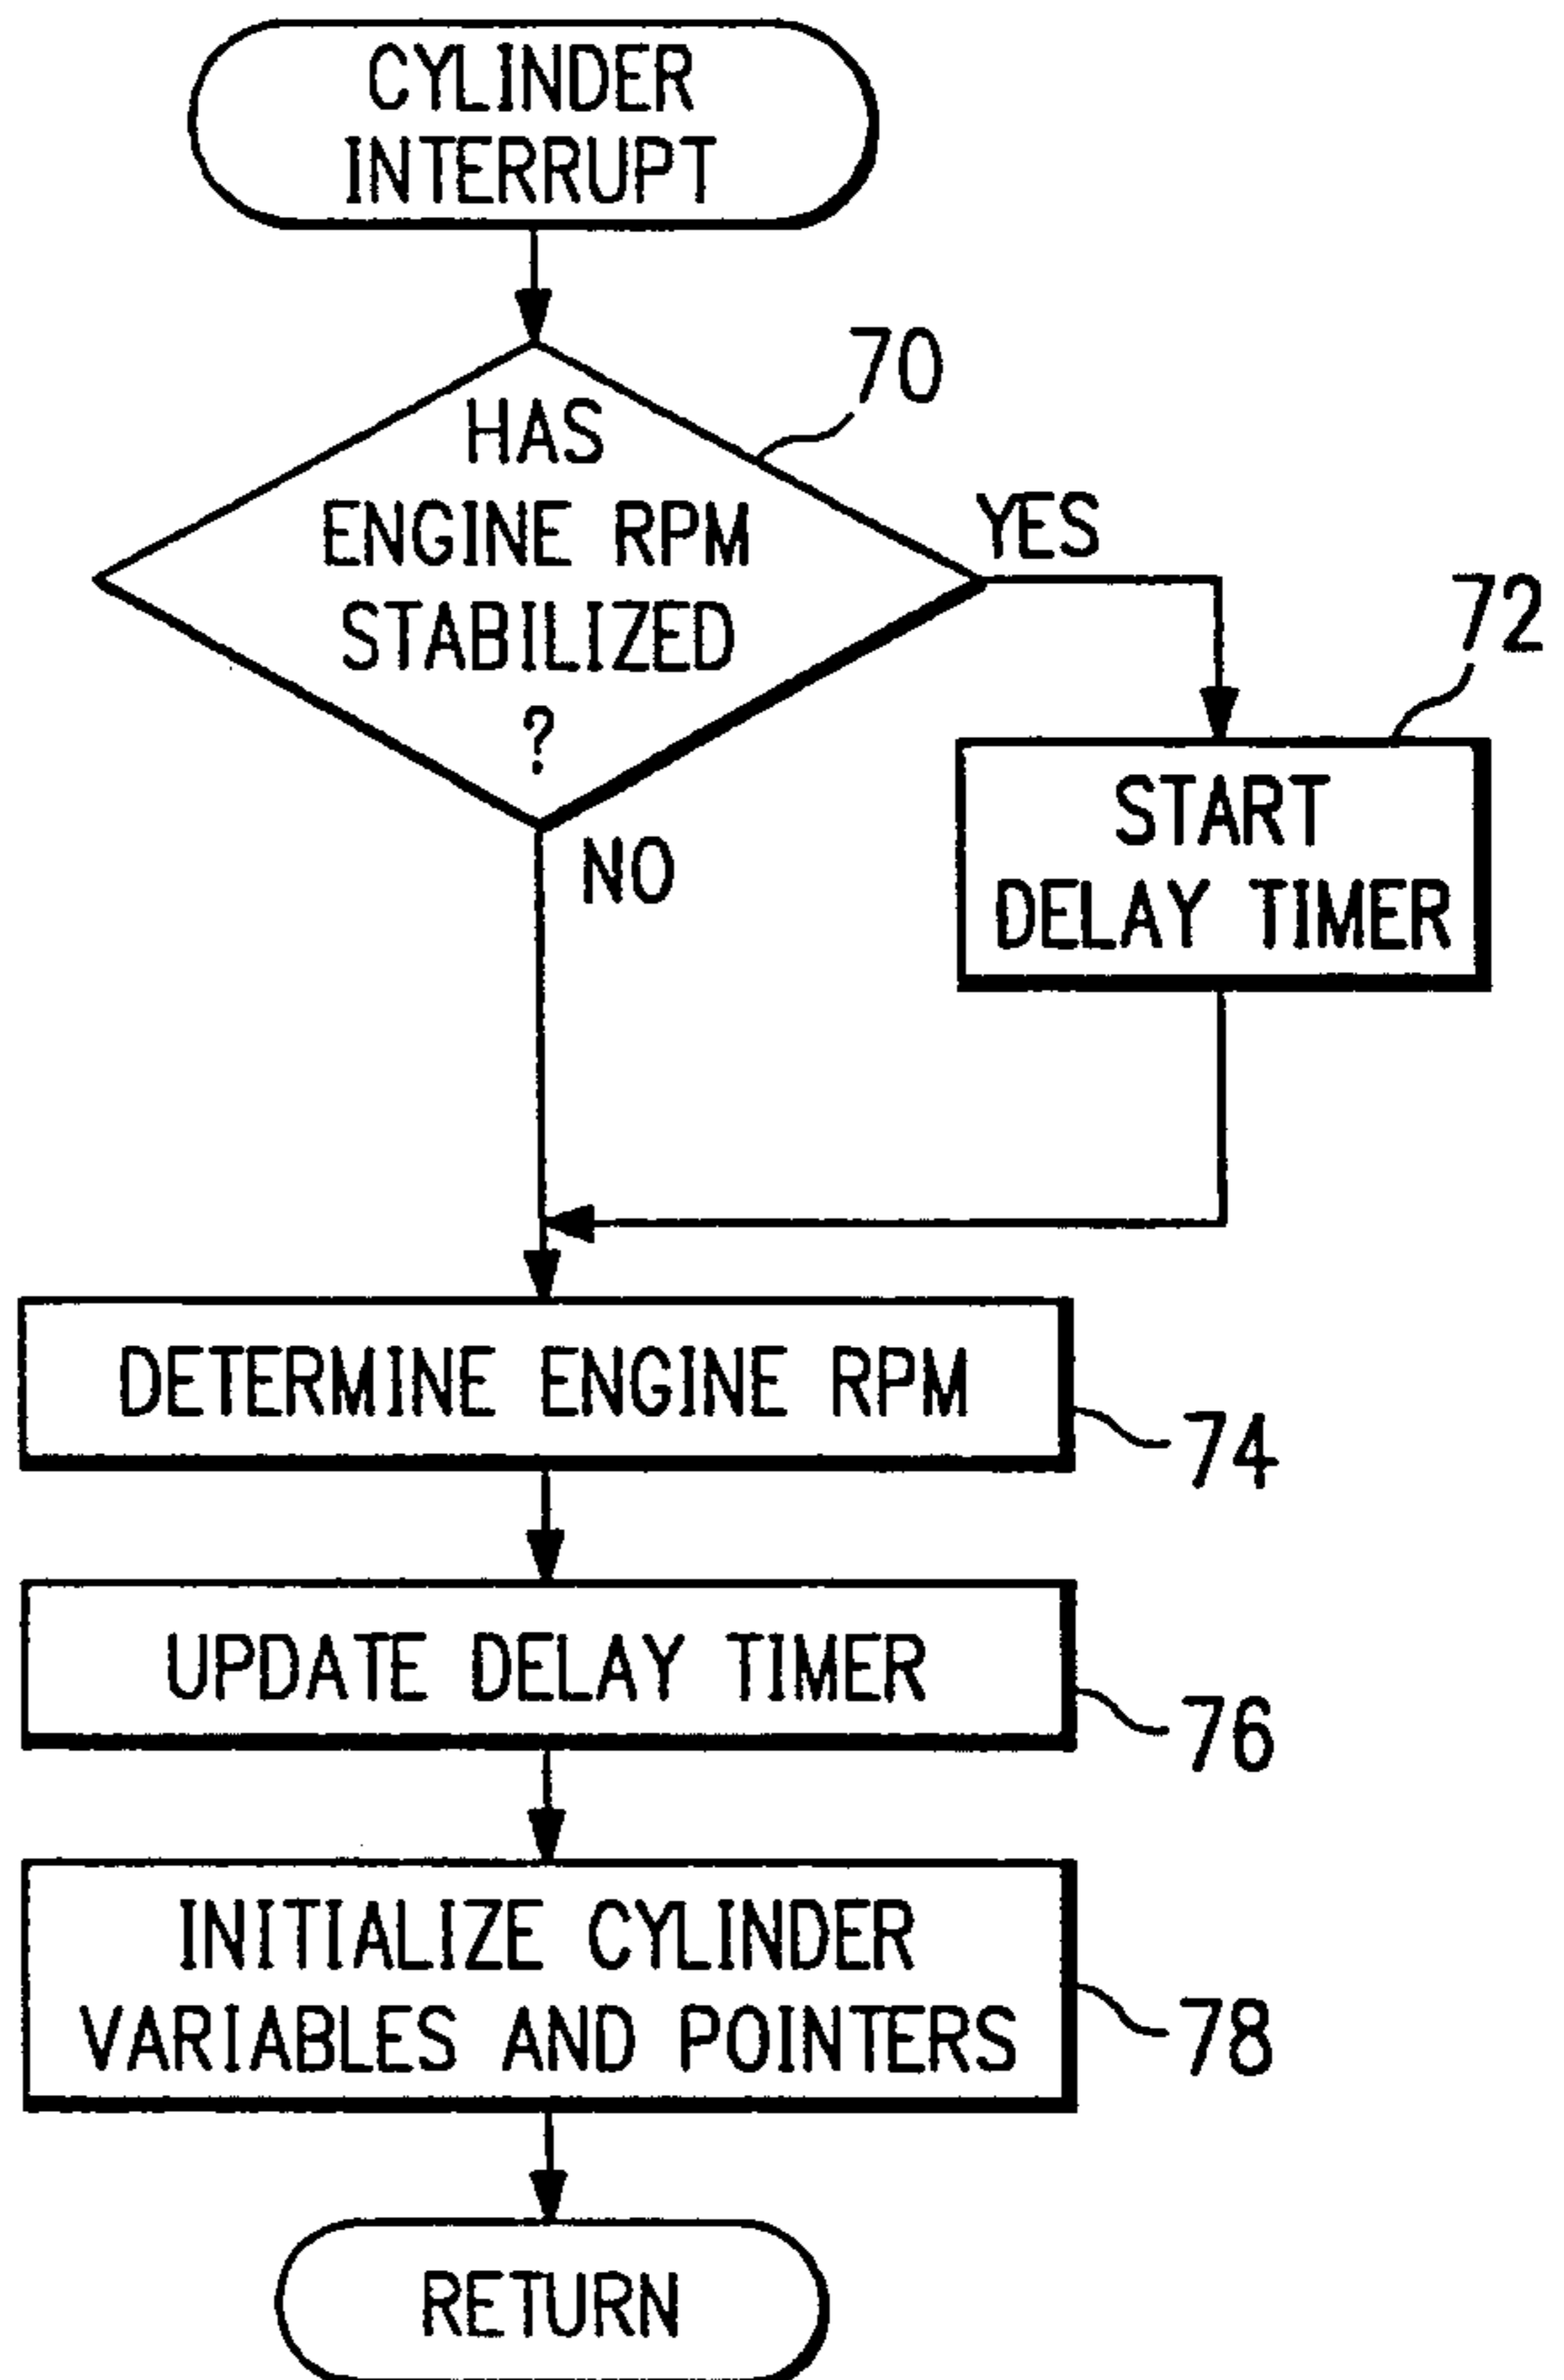 CYLINDER
INTERRUPT
70
HAS
ENGINE RPM
STABILIZED
?
YES
NO
72
START
DELAY TIMER
DETERMINE ENGINE RPM
74
UPDATE DELAY TIMER
76
INITIALIZE CYLINDER
VARIABLES AND POINTERS
78
RETURN